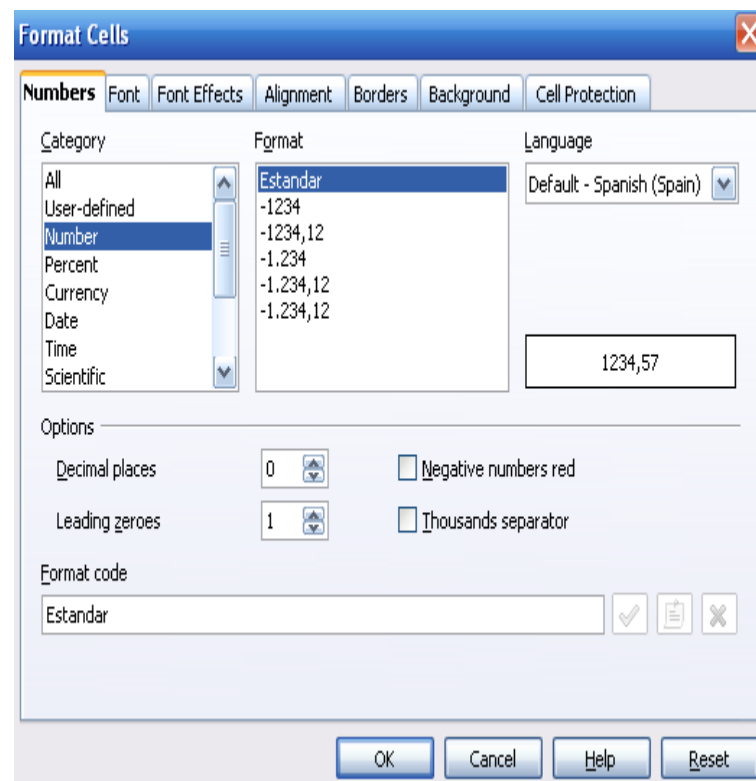 Format Cells
Numbers Font Font Effects Alignment Borders Background Cell Protection
Category
All
User-defined
Number
Percent
Currency
Date
Time
Scientific
Format
Estandar
-1234
-1234,12
-1.234
-1.234,12
-1.234,12
Language
Default - Spanish (Spain)
1234,57
Options
Decimal places 0 Negative numbers red
Leading zeroes 1 Thousands separator
Format code
Estandar
OK Cancel Help Reset